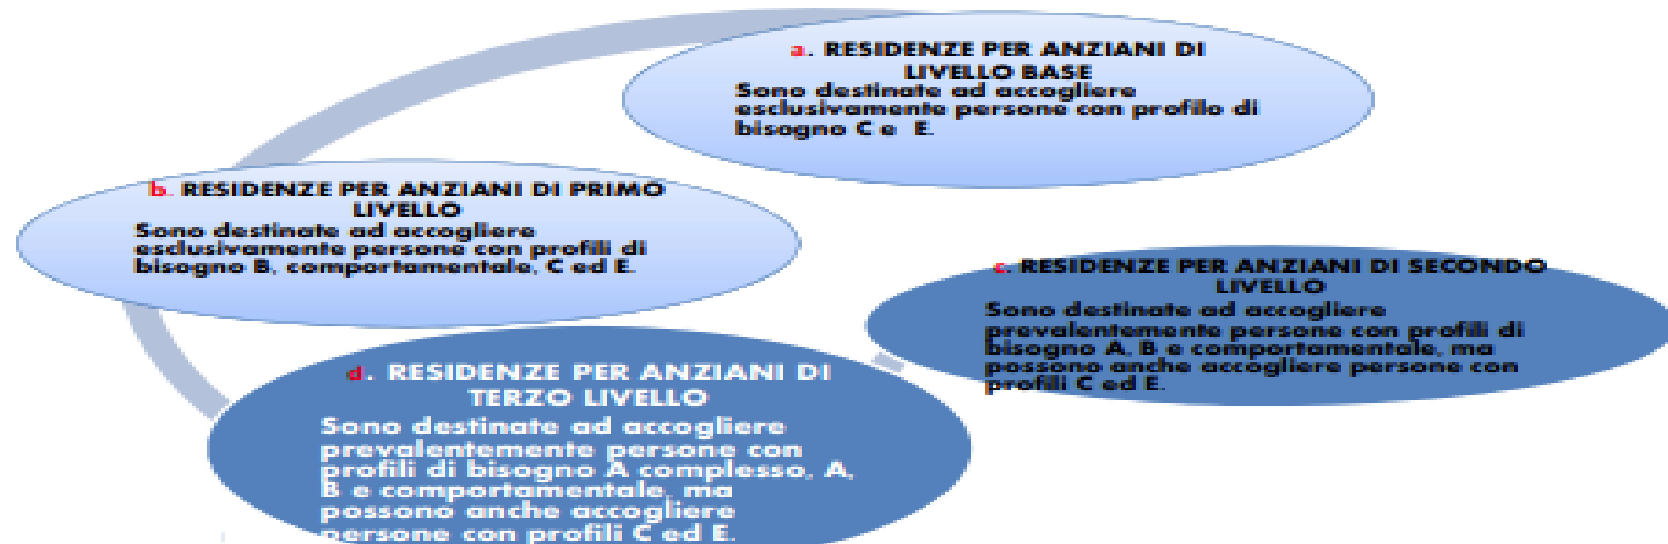 a. RESIDENZE PER ANZIANI DI
LIVELLO BASE
Sono destinate ad accogliere
esclusivamente persone con profilo di
bisogno C e E.
b. RESIDENZE PER ANZIANI DI PRIMO
LIVELLO
Sono destinate ad accogliere
esclusivamente persone con profili di
bisogno B, comportamentale, C ed E.
c. RESIDENZE PER ANZIANI DI SECONDO
LIVELLO
Sono destinate ad accogliere
prevalentemente persone con profili di
bisogno A, B e comportamentale, ma
possono anche accogliere persone con
profili C ed E.
d. RESIDENZE PER ANZIANI DI
TERZO LIVELLO
Sono destinate ad accogliere
prevalentemente persone con
profili di bisogno A complesso, A,
B e comportamentale, ma
possono anche accogliere
persone con profili C ed E.